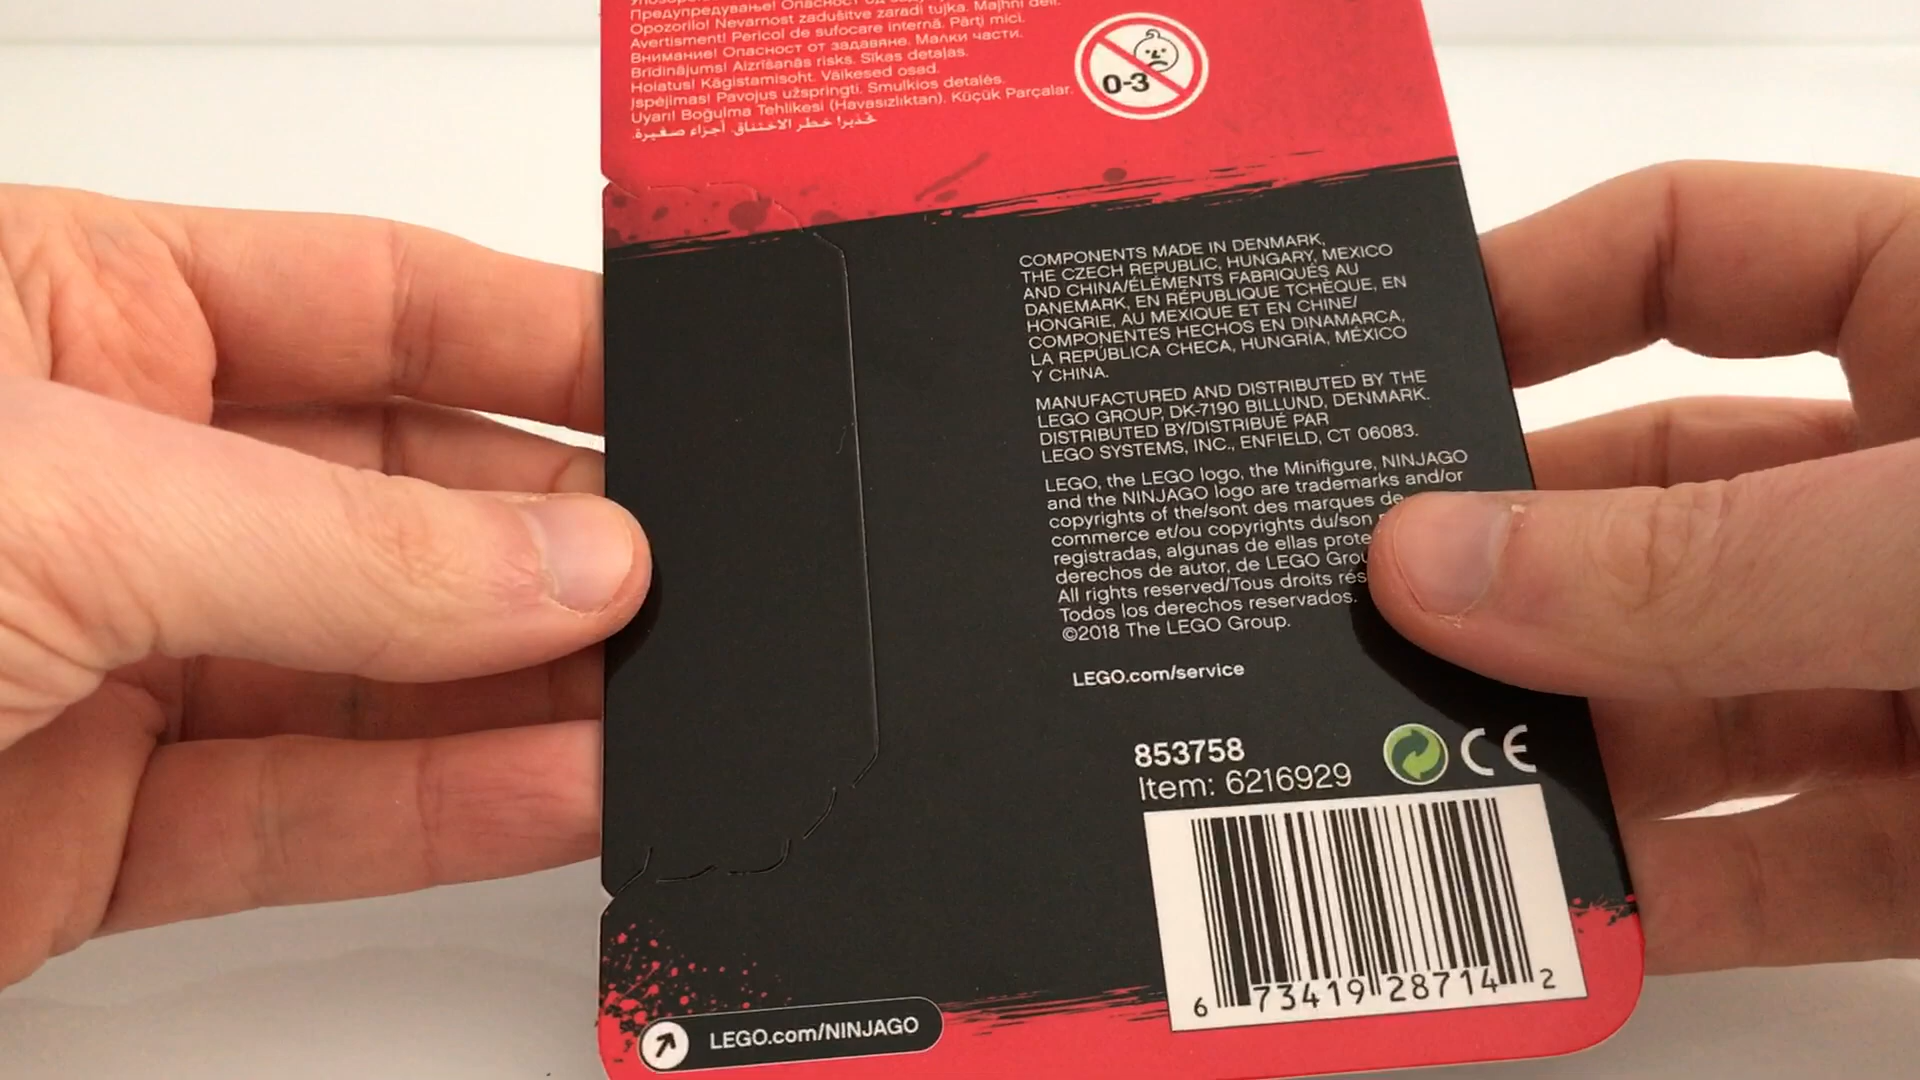 Предупредување! Опасност од
Opozorilo! Nevarnost zadušitve zaradi tujka. Majhni deli.
Avertisment! Pericol de sufocare internă. Părţi mici.
Внимание! Опасност от задавяне. Малки части.
Brīdinājums! Aizrīšanās risks. Sīkas detaļas.
Hoiatus! Kägistamisoht. Väikesed osad.
Įspėjimas! Pavojus užspringti. Smulkios detalės.
Uyarı! Boğulma Tehlikesi (Havasızlıktan). Küçük Parçalar.
تحذير! خطر الاختناق. أجزاء صغيرة.
0-3
COMPONENTS MADE IN DENMARK,
THE CZECH REPUBLIC, HUNGARY, MEXICO
AND CHINA/ÉLÉMENTS FABRIQUÉS AU
DANEMARK, EN RÉPUBLIQUE TCHÈQUE, EN
HONGRIE, AU MEXIQUE ET EN CHINE/
COMPONENTES HECHOS EN DINAMARCA,
LA REPÚBLICA CHECA, HUNGRÍA, MÉXICO
Y CHINA.
MANUFACTURED AND DISTRIBUTED BY THE
LEGO GROUP, DK-7190 BILLUND, DENMARK.
DISTRIBUTED BY/DISTRIBUÉ PAR
LEGO SYSTEMS, INC., ENFIELD, CT 06083.
LEGO, the LEGO logo, the Minifigure, NINJAGO
and the NINJAGO logo are trademarks and/or
copyrights of the/sont des marques de
commerce et/ou copyrights du/son
registradas, algunas de ellas
derechos de autor, de LEGO
All rights reserved/Tous droits
Todos los derechos reservados.
©2018 The LEGO Group.
LEGO.com/service
853758
Item: 6216929
CE
6 73419 28714 2
LEGO.com/NINJAGO